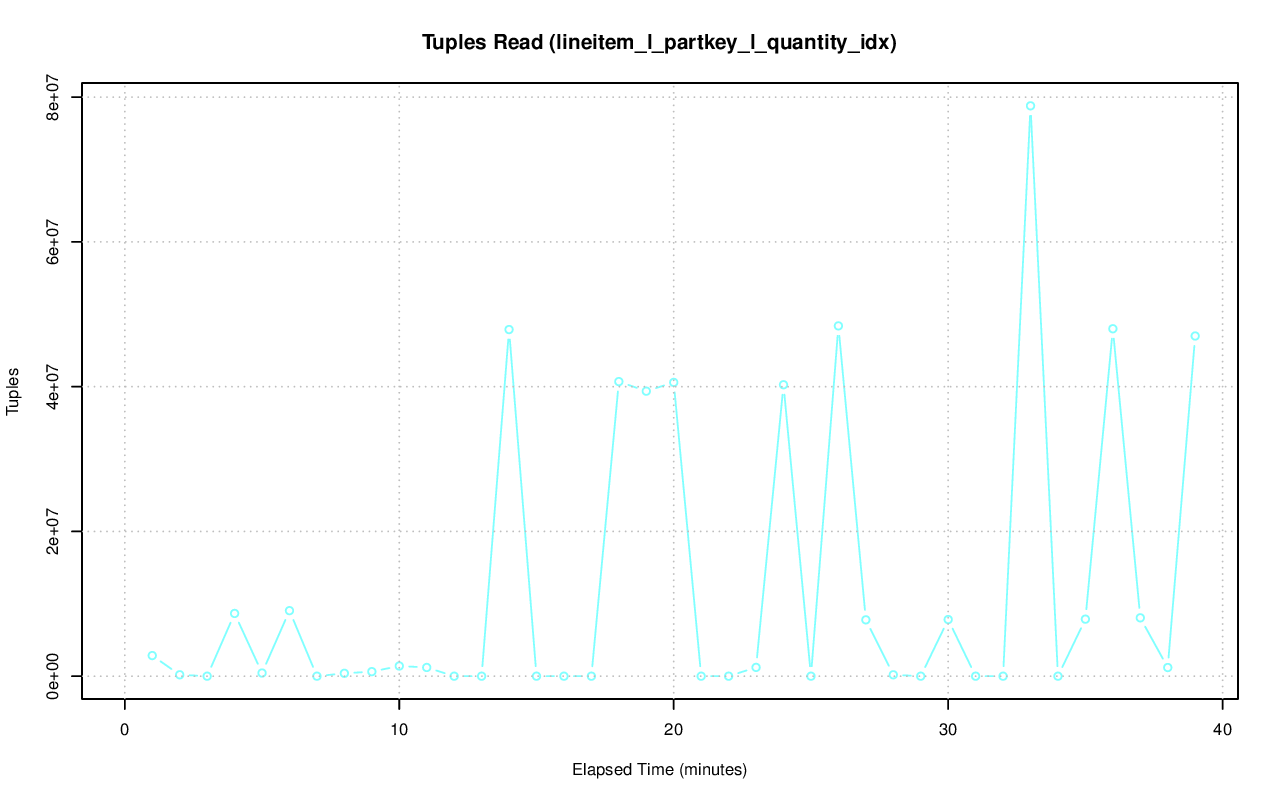 Tuples Read (lineitem_l_partkey_l_quantity_idx)
8e+07
6e+07
4e+07
2e+07
0e+00
Tuples
0 10 20 30 40
Elapsed Time (minutes)